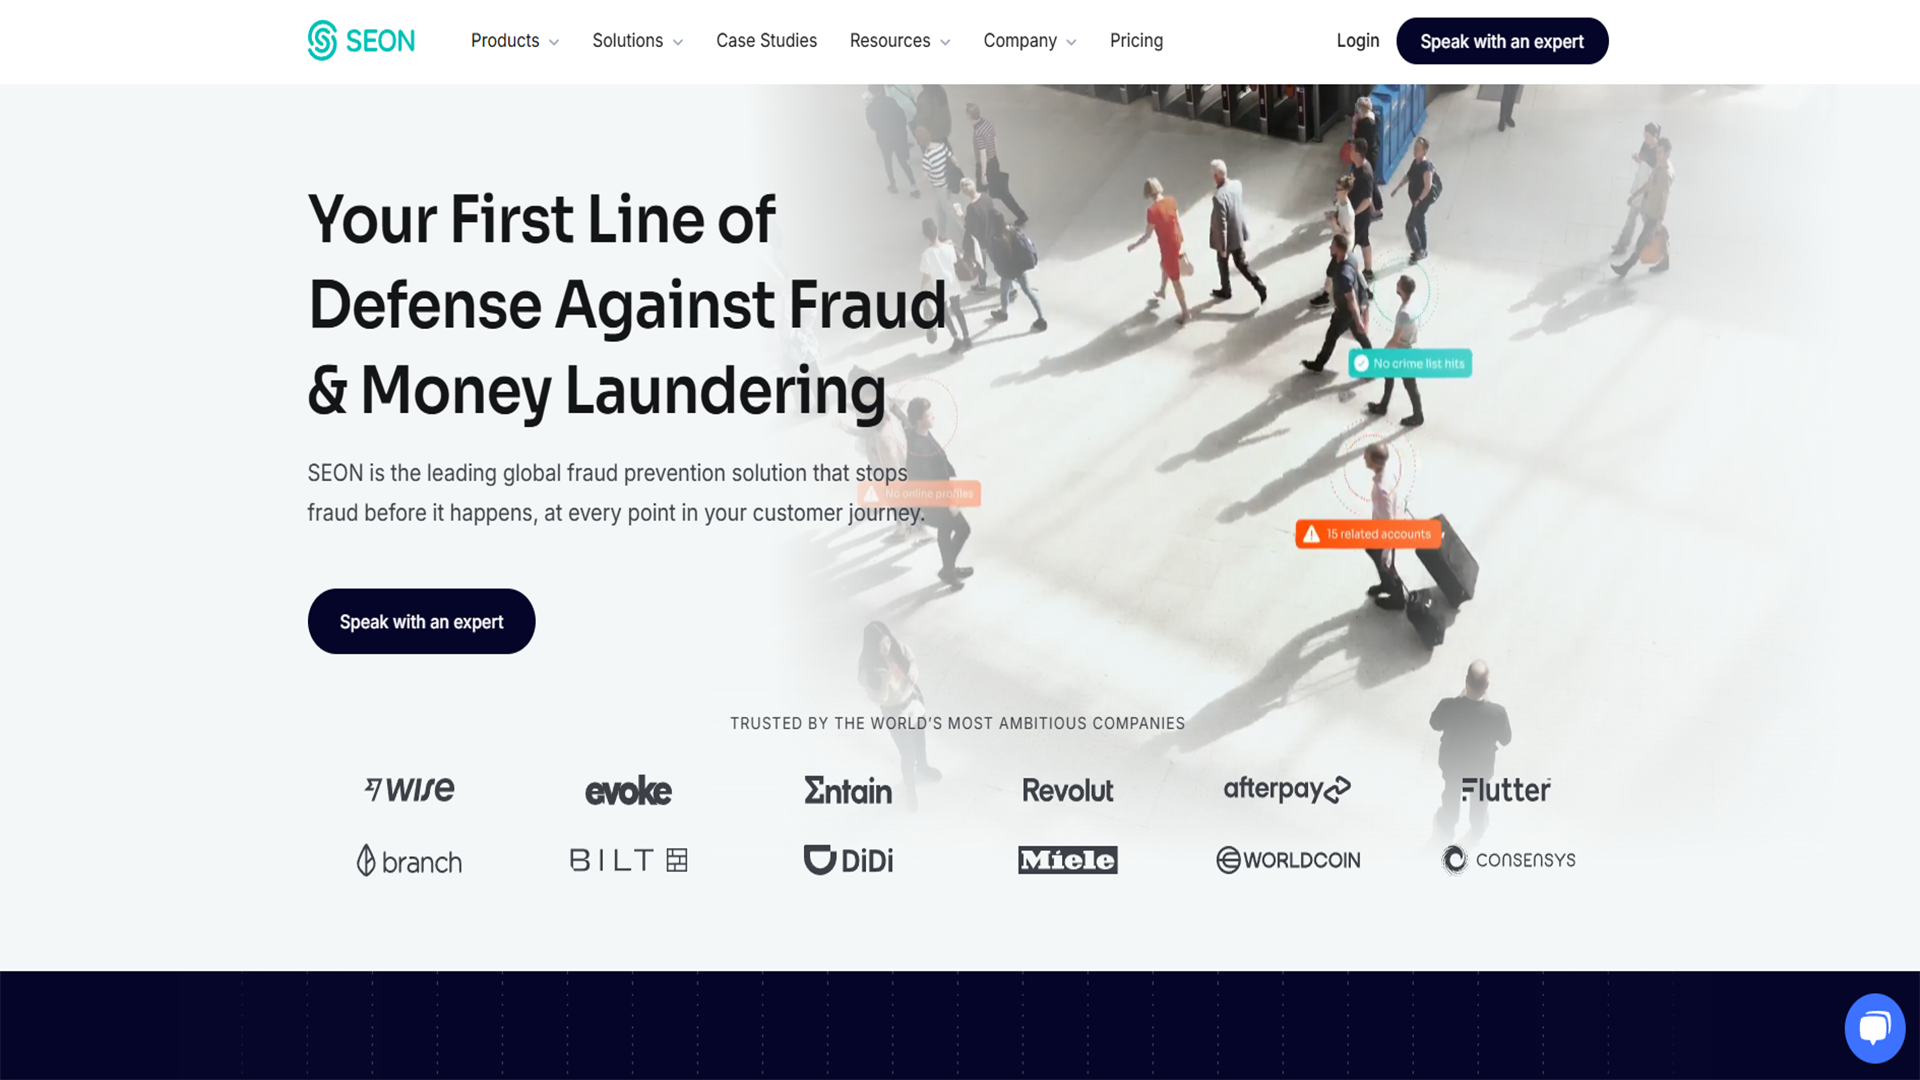 SEON
Products
Solutions
Case Studies
Resources
Company
Pricing
Login
Speak with an expert
Your First Line of
Defense Against Fraud
& Money Laundering
SEON is the leading global fraud prevention solution that stops
fraud before it happens, at every point in your customer journey.
Speak with an expert
No crime list hits
No online profiles
15 related accounts
TRUSTED BY THE WORLD'S MOST AMBITIOUS COMPANIES
WISE
evoke
Entain
Revolut
afterpay
Flutter
branch
BILT
DiDi
Miele
WORLDCOIN
CONSENSYS